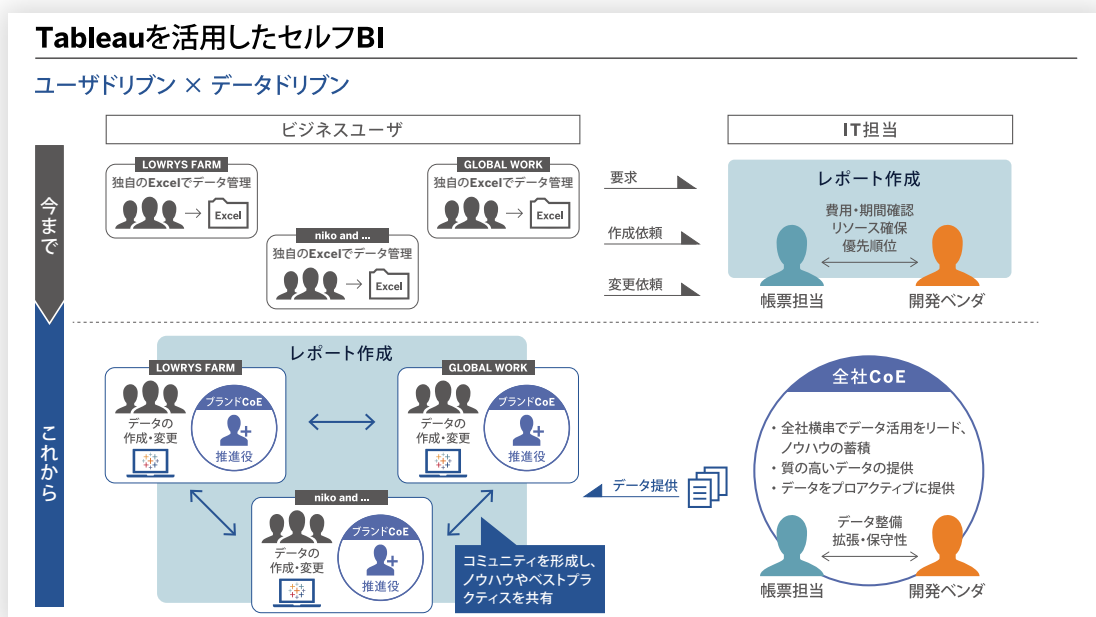 Tableauを活用したセルフBI
ユーザドリブン × データドリブン
ビジネスユーザ
IT担当
今まで
LOWRYS FARM
独自のExcelでデータ管理
Excel
GLOBAL WORK
独自のExcelでデータ管理
Excel
niko and ...
独自のExcelでデータ管理
Excel
要求
作成依頼
変更依頼
レポート作成
費用・期間確認
リソース確保
優先順位
帳票担当
開発ベンダ
これから
レポート作成
LOWRYS FARM
データの
作成・変更
ブランドCoE
推進役
GLOBAL WORK
データの
作成・変更
ブランドCoE
推進役
niko and ...
データの
作成・変更
ブランドCoE
推進役
コミュニティを形成し、
ノウハウやベストプラ
クティスを共有
データ提供
全社CoE
・全社横串でデータ活用をリード、
ノウハウの蓄積
・質の高いデータの提供
・データをプロアクティブに提供
データ整備
拡張・保守性
帳票担当
開発ベンダ